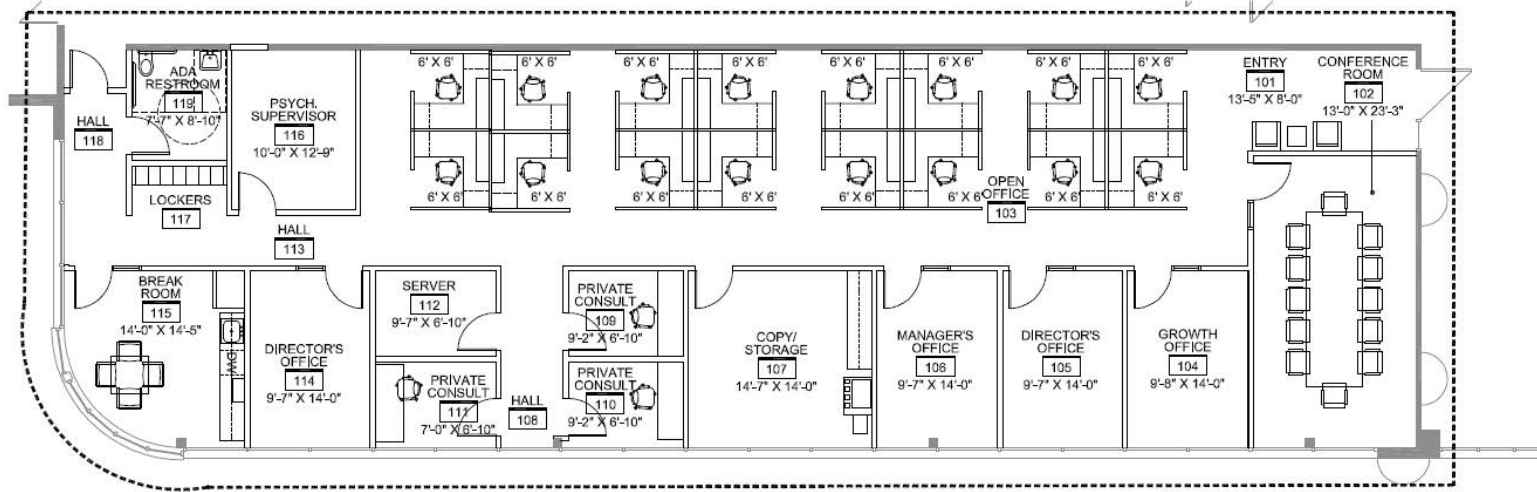 6' X 6' 6' X 6' 6' X 6' 6' X 6' 6' X 6' 6' X 6' 6' X 6' 6' X 6'
ENTRY
101
13'-5" X 8'-0"
CONFERENCE
ROOM
102
13'-0" X 23'-3"
ADA
RESTROOM
119
7'-7" X 8'-10"
HALL
118
PSYCH.
SUPERVISOR
116
10'-0" X 12'-9"
LOCKERS
117
6' X 6' 6' X 6' 6' X 6' 6' X 6' 6' X 6' 6' X 6' 6' X 6' 6' X 6'
OPEN
OFFICE
103
HALL
113
BREAK
ROOM
115
14'-0" X 14'-5"
DW
DIRECTOR'S
OFFICE
114
9'-7" X 14'-0"
SERVER
112
9'-7" X 6'-10"
PRIVATE
CONSULT
111
7'-0" X 6'-10"
HALL
108
PRIVATE
CONSULT
109
9'-2" X 6'-10"
PRIVATE
CONSULT
110
9'-2" X 6'-10"
COPY/
STORAGE
107
14'-7" X 14'-0"
MANAGER'S
OFFICE
106
9'-7" X 14'-0"
DIRECTOR'S
OFFICE
105
9'-7" X 14'-0"
GROWTH
OFFICE
104
9'-8" X 14'-0"